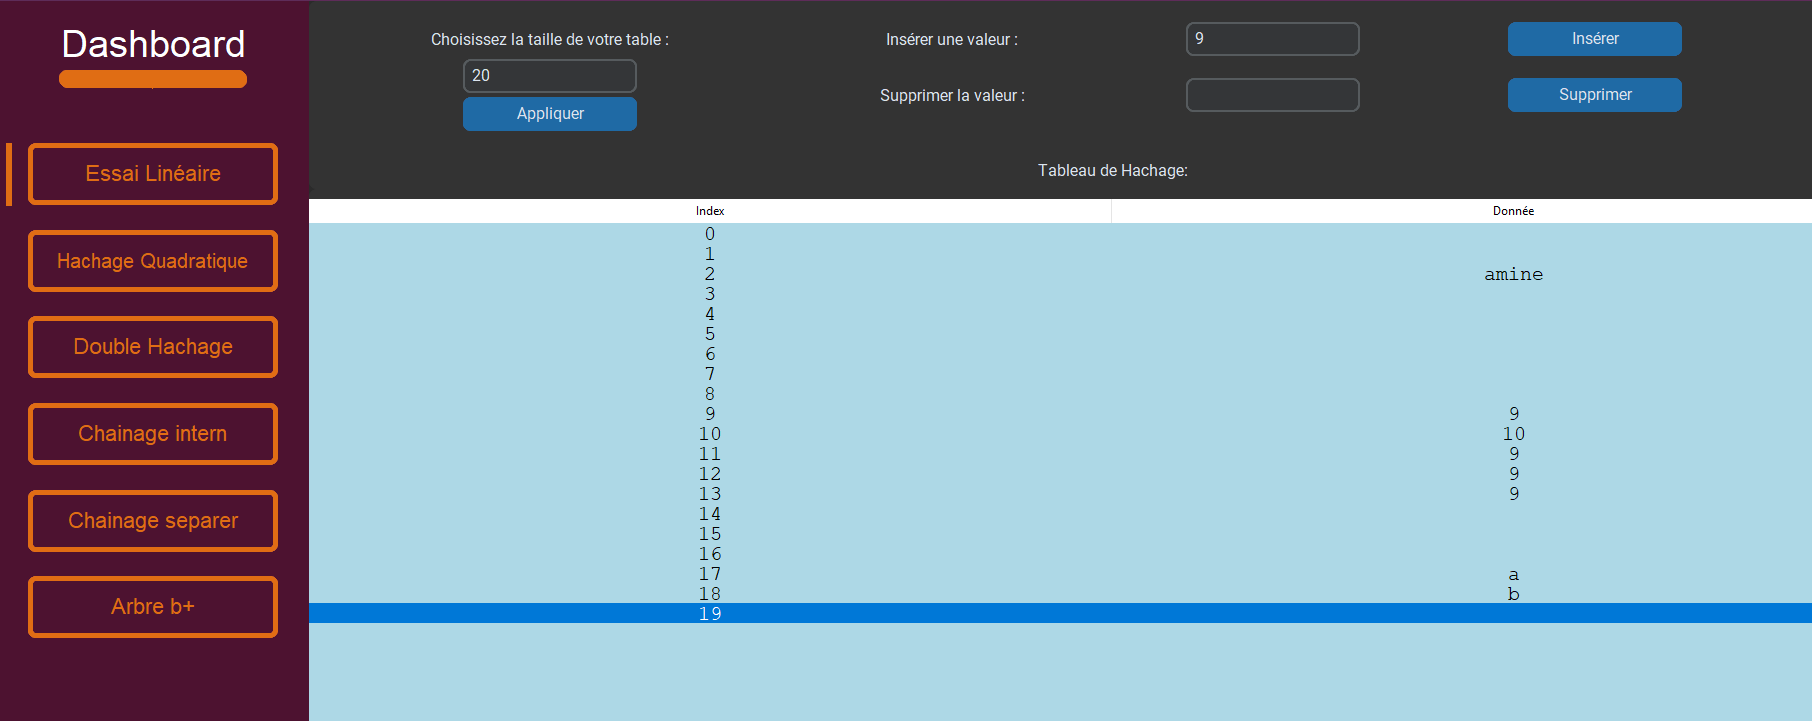 Dashboard
Essai Linéaire
Hachage Quadratique
Double Hachage
Chainage intern
Chainage separer
Arbre b+
Choisissez la taille de votre table :
20
Appliquer
Insérer une valeur :
9
Insérer
Supprimer la valeur :
Supprimer
Tableau de Hachage:
Index Donnée
0
1
2 amine
3
4
5
6
7
8
9 9
10 10
11 9
12 9
13 9
14
15
16
17 a
18 b
19